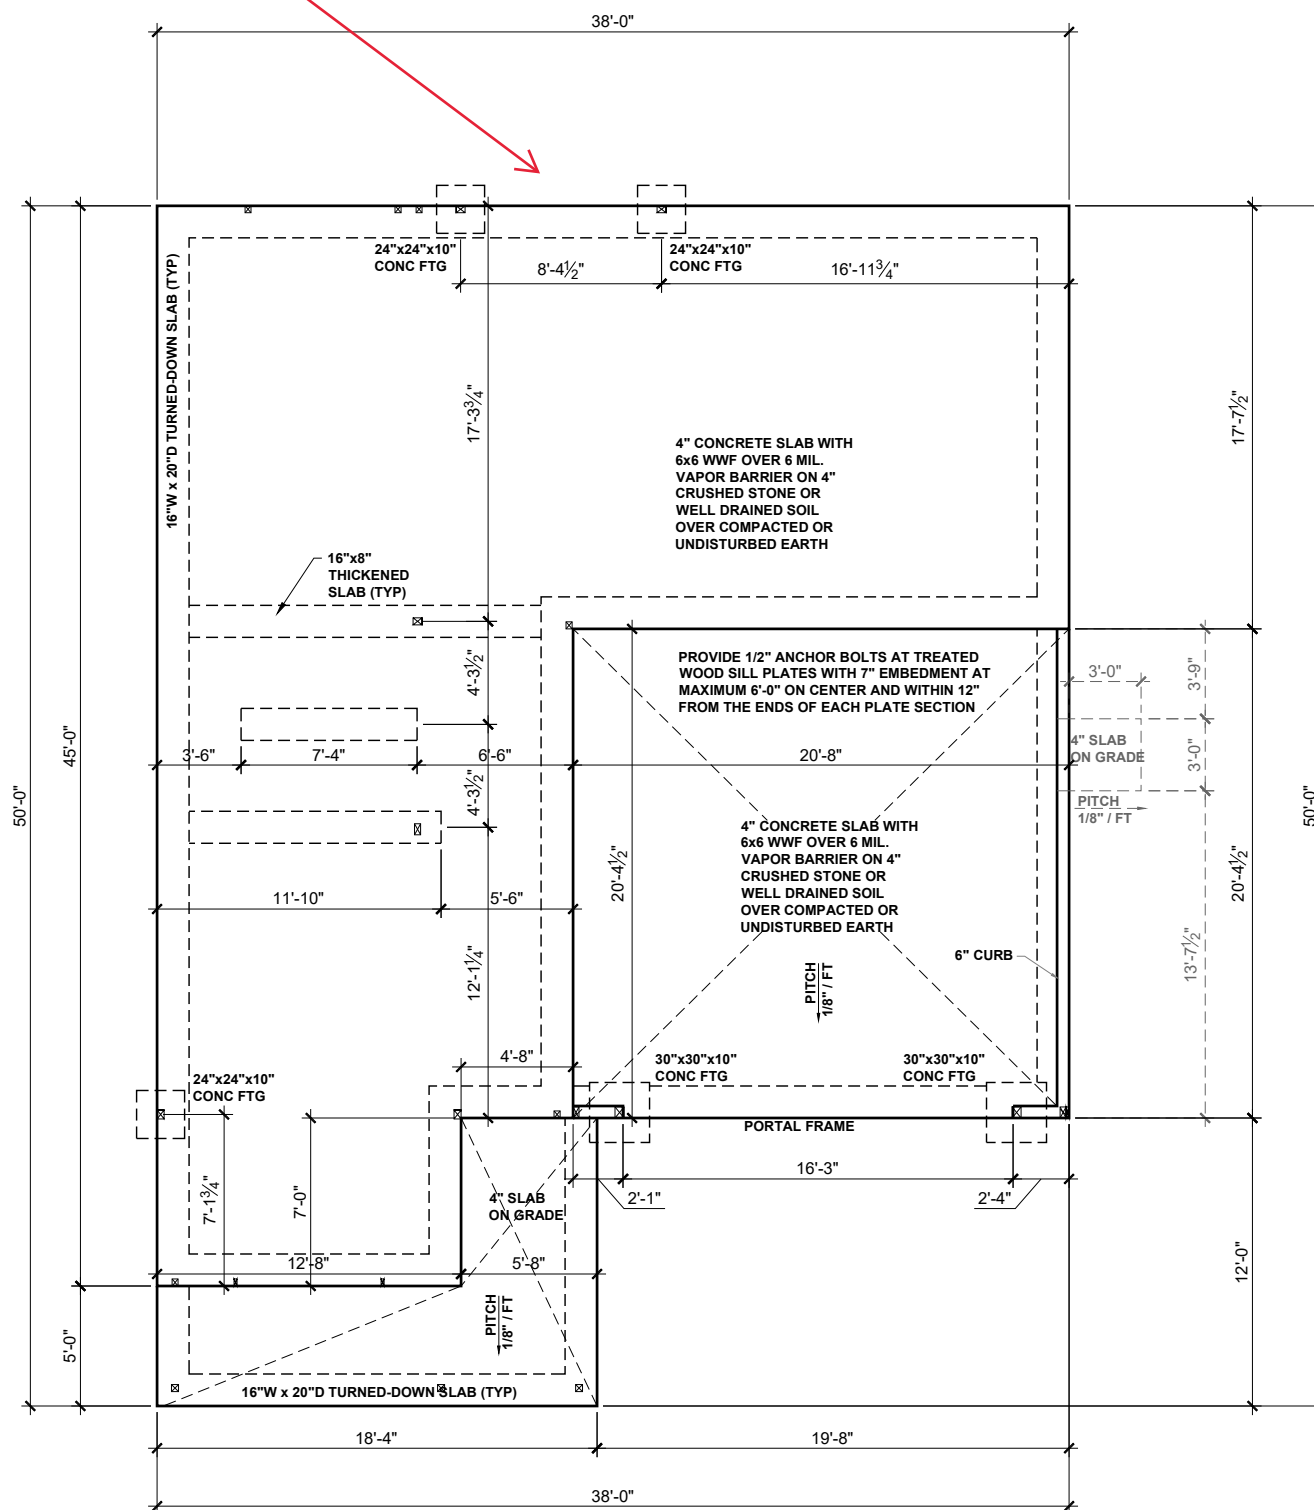 38'-0"
24"x24"x10"
CONC FTG
24"x24"x10"
CONC FTG
8'-4½"
16'-11¾"
16"W x 20"D TURNED-DOWN SLAB (TYP)
17'-3¾"
17'-7½"
4" CONCRETE SLAB WITH
6x6 WWF OVER 6 MIL.
VAPOR BARRIER ON 4"
CRUSHED STONE OR
WELL DRAINED SOIL
OVER COMPACTED OR
UNDISTURBED EARTH
16"x8"
THICKENED
SLAB (TYP)
PROVIDE 1/2" ANCHOR BOLTS AT TREATED
WOOD SILL PLATES WITH 7" EMBEDMENT AT
MAXIMUM 6'-0" ON CENTER AND WITHIN 12"
FROM THE ENDS OF EACH PLATE SECTION
4'-3½"
3'-0"
3'-9"
45'-0"
3'-6"
7'-4"
6'-6"
20'-8"
4" SLAB
ON GRADE
3'-0"
50'-0"
4'-3½"
PITCH
1/8" / FT
50'-0"
4" CONCRETE SLAB WITH
6x6 WWF OVER 6 MIL.
VAPOR BARRIER ON 4"
CRUSHED STONE OR
WELL DRAINED SOIL
OVER COMPACTED OR
UNDISTURBED EARTH
20'-4½"
20'-4½"
11'-10"
5'-6"
6" CURB
13'-7½"
12'-1¼"
PITCH
1/8" / FT
4'-8"
30"x30"x10"
CONC FTG
30"x30"x10"
CONC FTG
24"x24"x10"
CONC FTG
PORTAL FRAME
16'-3"
2'-1"
2'-4"
7'-1¾"
7'-0"
4" SLAB
ON GRADE
12'-8"
5'-8"
12'-0"
PITCH
1/8" / FT
5'-0"
16"W x 20"D TURNED-DOWN SLAB (TYP)
18'-4"
19'-8"
38'-0"